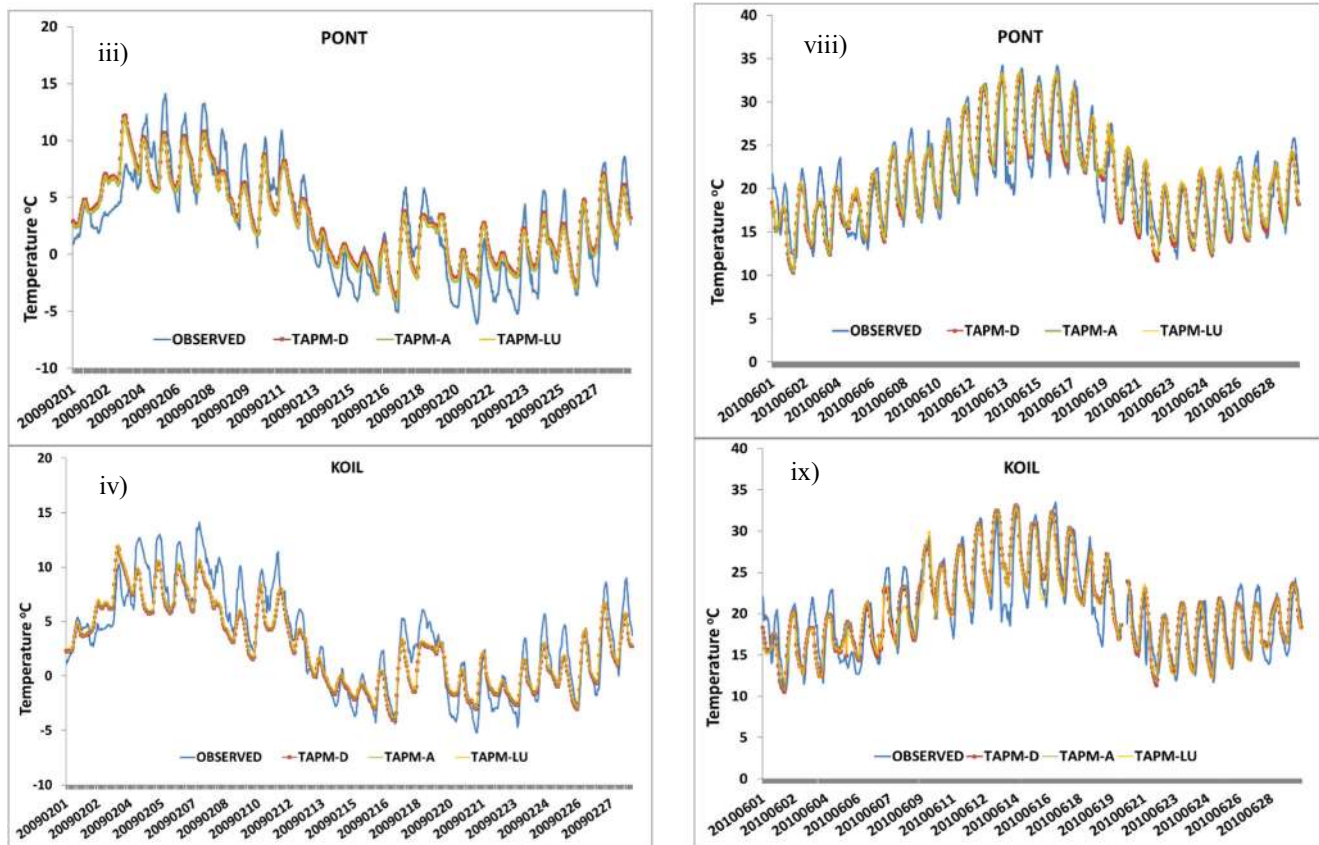 iii)
PONT
20
15
10
5
0
-5
-10
Temperature ºC
OBSERVED TAPM-D TAPM-A TAPM-LU
20090201 20090202 20090204 20090206 20090208 20090209 20090211 20090213 20090215 20090216 20090218 20090220 20090222 20090223 20090225 20090227
viii)
PONT
40
35
30
25
20
15
10
5
0
Temperature ºC
OBSERVED TAPM-D TAPM-A TAPM-LU
20100601 20100602 20100604 20100606 20100608 20100610 20100612 20100613 20100615 20100617 20100619 20100621 20100623 20100624 20100626 20100628
iv)
KOIL
20
15
10
5
0
-5
-10
Temperature ºC
OBSERVED TAPM-D TAPM-A TAPM-LU
20090201 20090202 20090204 20090205 20090207 20090208 20090210 20090212 20090213 20090215 20090216 20090218 20090220 20090221 20090223 20090224 20090226 20090227
ix)
KOIL
40
35
30
25
20
15
10
5
0
Temperature ºC
OBSERVED TAPM-D TAPM-A TAPM-LU
20100601 20100602 20100604 20100606 20100607 20100609 20100611 20100612 20100614 20100616 20100618 20100619 20100621 20100623 20100624 20100626 20100628